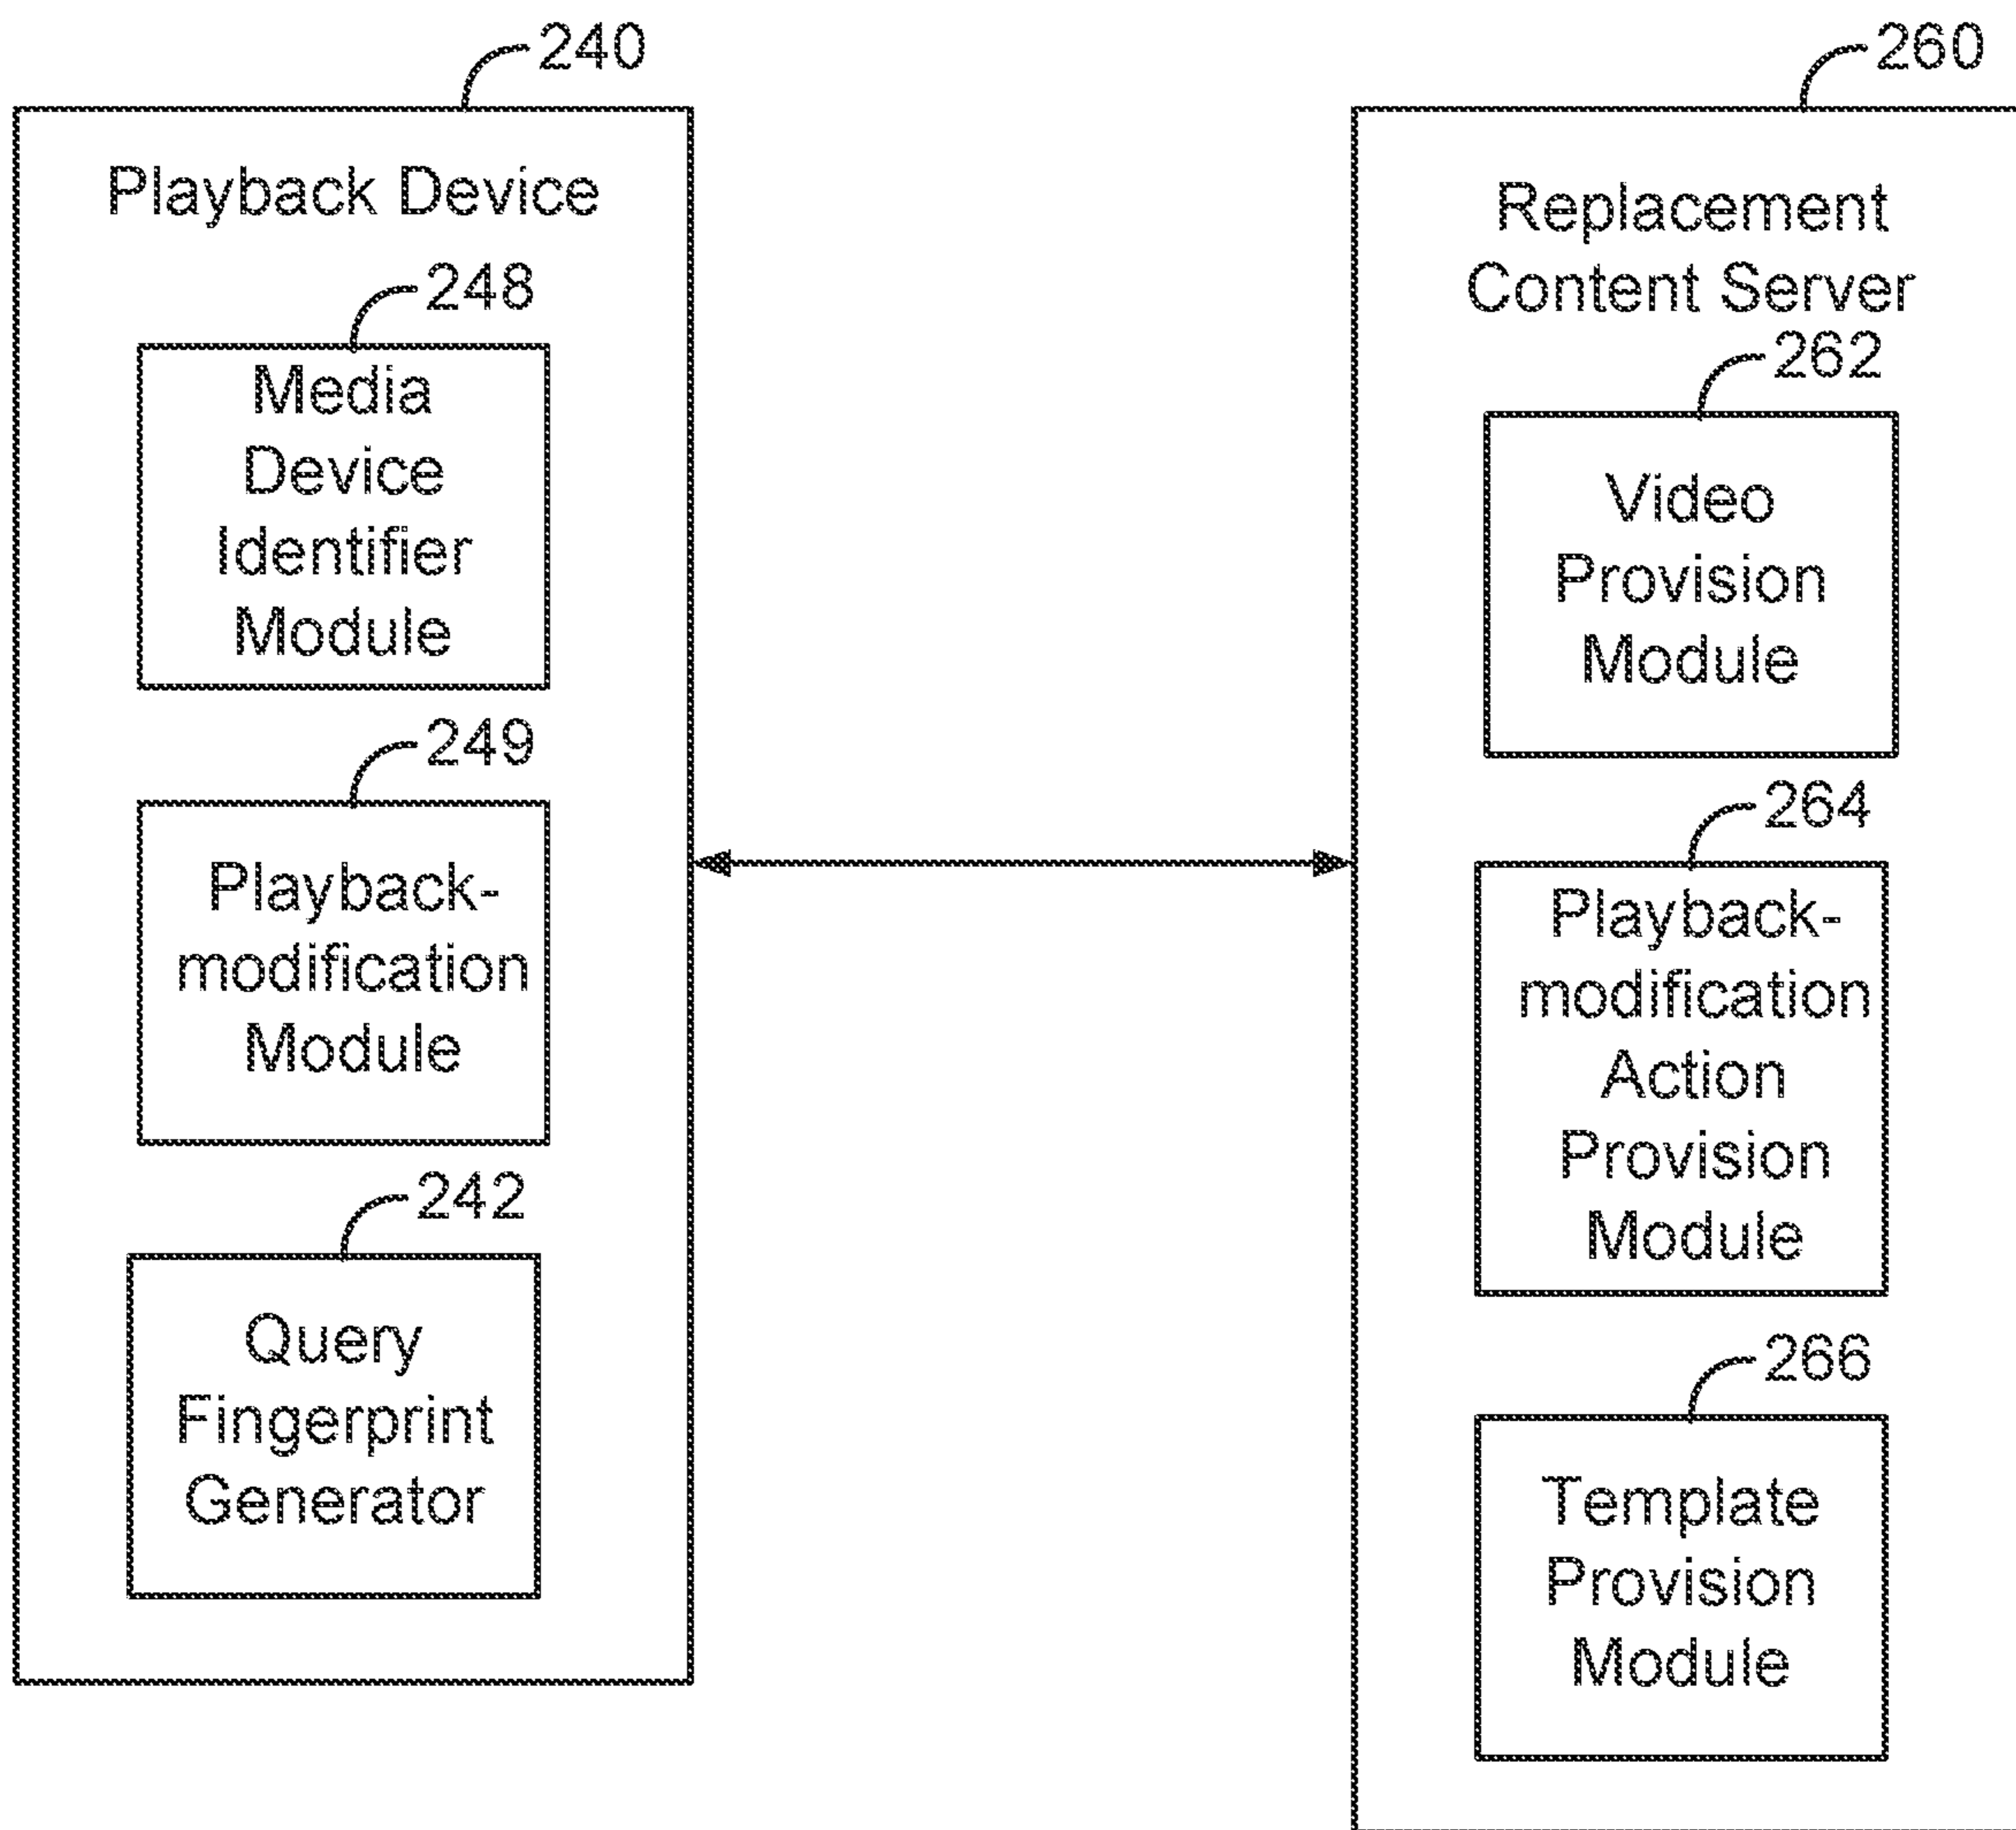 240
Playback Device
248
Media
Device
Identifier
Module
249
Playback-
modification
Module
242
Query
Fingerprint
Generator
260
Replacement
Content Server
262
Video
Provision
Module
264
Playback-
modification
Action
Provision
Module
266
Template
Provision
Module